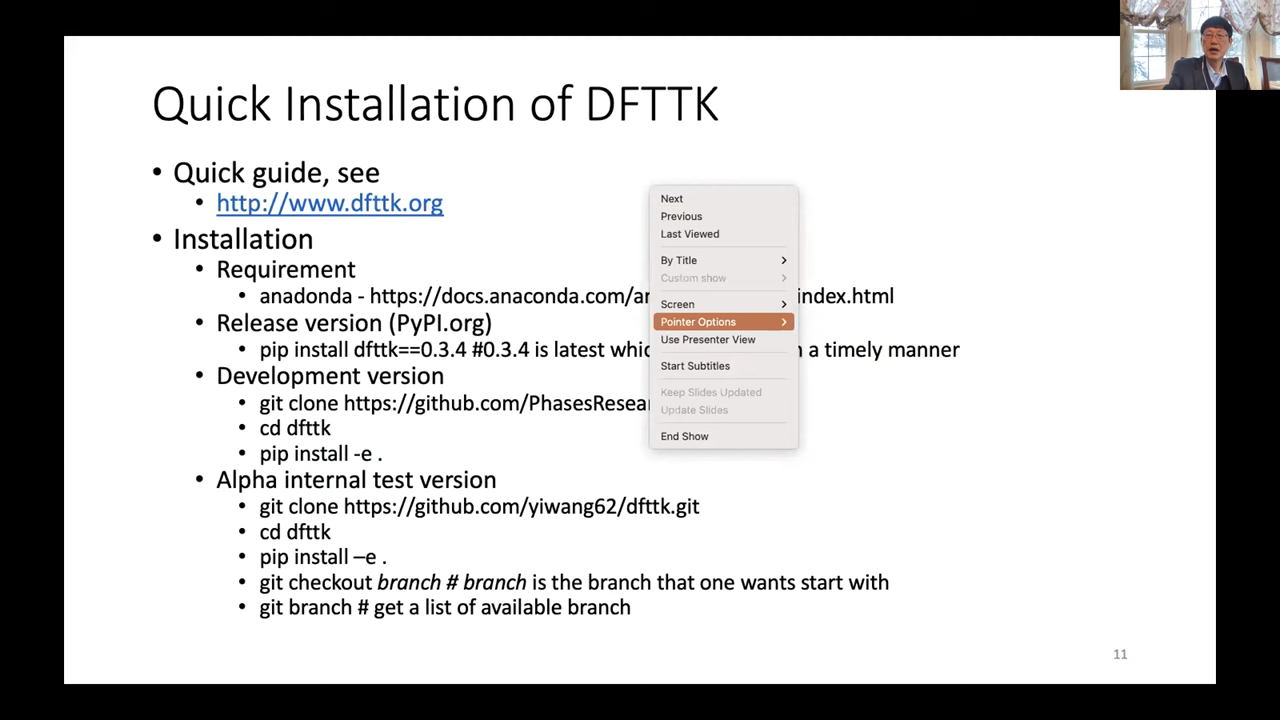 Quick Installation of DFTTK
• Quick guide, see
• http://www.dfttk.org
• Installation
• Requirement
• anadonda - https://docs.anaconda.com/ index.html
• Release version (PyPI.org)
• pip install dfttk==0.3.4 #0.3.4 is latest a timely manner
• Development version
• git clone https://github.com/
• cd dfttk
• pip install -e .
• Alpha internal test version
• git clone https://github.com/yiwang62/dfttk.git
• cd dfttk
• pip install –e .
• git checkout branch # branch is the branch that one wants start with
• git branch # get a list of available branch
Next
Previous
Last Viewed
By Title
Custom show
Screen
Pointer Options
Use Presenter View
Start Subtitles
Keep Slides Updated
Update Slides
End Show
11